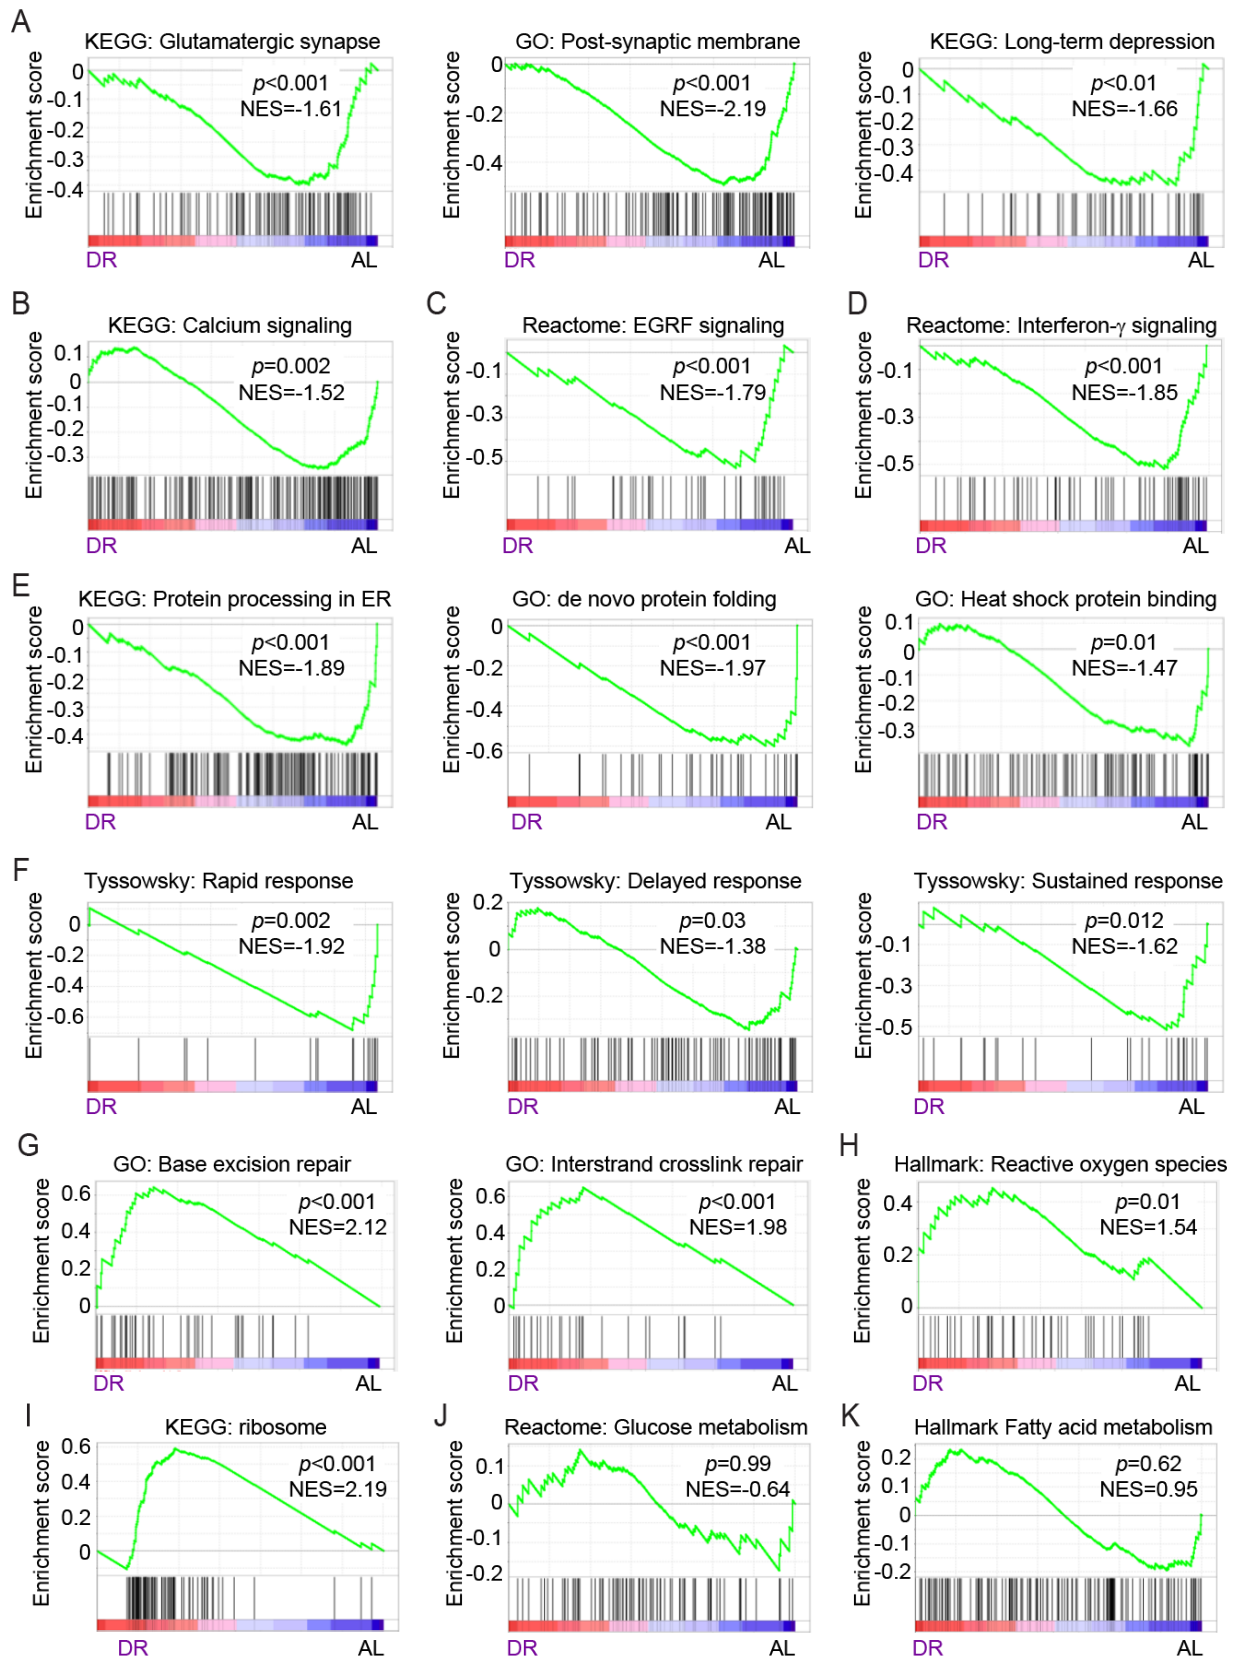 A
KEGG: Glutamatergic synapse
GO: Post-synaptic membrane
KEGG: Long-term depression
Enrichment score
0
-0.1
-0.2
-0.3
-0.4
p<0.001
NES=-1.61
DR
AL
Enrichment score
0
-0.2
-0.4
p<0.001
NES=-2.19
DR
AL
Enrichment score
0
-0.1
-0.2
-0.3
-0.4
p<0.01
NES=-1.66
DR
AL
B
KEGG: Calcium signaling
Enrichment score
0.1
0
-0.1
-0.2
-0.3
p=0.002
NES=-1.52
DR
AL
C
Reactome: EGRF signaling
Enrichment score
-0.1
-0.3
-0.5
p<0.001
NES=-1.79
DR
AL
D
Reactome: Interferon-γ signaling
Enrichment score
-0.1
-0.3
-0.5
p<0.001
NES=-1.85
DR
AL
E
KEGG: Protein processing in ER
Enrichment score
0
-0.1
-0.2
-0.3
-0.4
p<0.001
NES=-1.89
DR
AL
GO: de novo protein folding
Enrichment score
0
-0.2
-0.4
-0.6
p<0.001
NES=-1.97
DR
AL
GO: Heat shock protein binding
Enrichment score
0.1
0
-0.1
-0.2
-0.3
p=0.01
NES=-1.47
DR
AL
F
Tyssowsky: Rapid response
Enrichment score
0
-0.2
-0.4
-0.6
p=0.002
NES=-1.92
DR
AL
Tyssowsky: Delayed response
Enrichment score
0.2
0
-0.2
p=0.03
NES=-1.38
DR
AL
Tyssowsky: Sustained response
Enrichment score
-0.1
-0.3
-0.5
p=0.012
NES=-1.62
DR
AL
G
GO: Base excision repair
Enrichment score
0.6
0.4
0.2
0
p<0.001
NES=2.12
DR
AL
GO: Interstrand crosslink repair
Enrichment score
0.6
0.4
0.2
0
p<0.001
NES=1.98
DR
AL
H
Hallmark: Reactive oxygen species
Enrichment score
0.4
0.2
0
p=0.01
NES=1.54
DR
AL
I
KEGG: ribosome
Enrichment score
0.6
0.4
0.2
0
p<0.001
NES=2.19
DR
AL
J
Reactome: Glucose metabolism
Enrichment score
0.1
0
-0.1
-0.2
p=0.99
NES=-0.64
DR
AL
K
Hallmark Fatty acid metabolism
Enrichment score
0.2
0.1
0
-0.1
-0.2
p=0.62
NES=0.95
DR
AL